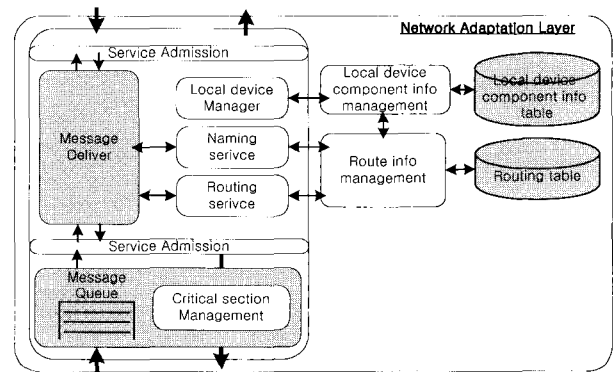 Network Adaptation Layer
Service Admission
Message
Deliver
Local device
Manager
Naming
serivce
Routing
serivce
Local device
component info
management
Route info
management
Local device
component info
table
Routing table
Service Admission
Message
Queue
Critical section
Management